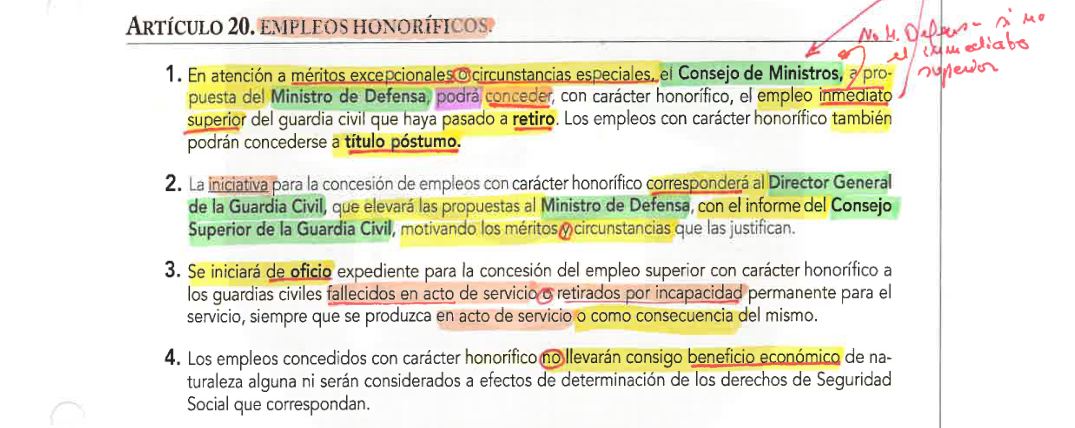 ARTÍCULO 20. EMPLEOS HONORÍFICOS.
No M. Defensa si no
el inmediato
superior
1. En atención a méritos excepcionales o circunstancias especiales, el Consejo de Ministros, a pro-
puesta del Ministro de Defensa, podrá conceder, con carácter honorífico, el empleo inmediato
superior del guardia civil que haya pasado a retiro. Los empleos con carácter honorífico también
podrán concederse a título póstumo.
2. La iniciativa para la concesión de empleos con carácter honorífico corresponderá al Director General
de la Guardia Civil, que elevará las propuestas al Ministro de Defensa, con el informe del Consejo
Superior de la Guardia Civil, motivando los méritos y circunstancias que las justifican.
3. Se iniciará de oficio expediente para la concesión del empleo superior con carácter honorífico a
los guardias civiles fallecidos en acto de servicio o retirados por incapacidad permanente para el
servicio, siempre que se produzca en acto de servicio o como consecuencia del mismo.
4. Los empleos concedidos con carácter honorífico no llevarán consigo beneficio económico de na-
turaleza alguna ni serán considerados a efectos de determinación de los derechos de Seguridad
Social que correspondan.